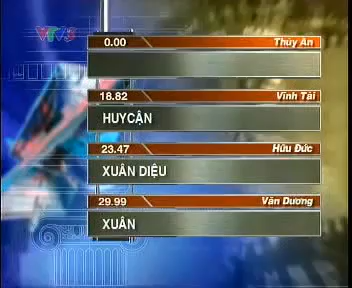 VTV3
0.00 Thúy An
18.82 Vĩnh Tài
HUYCẬN
23.47 Hữu Đức
XUÂN DIỆU
29.99 Văn Dương
XUÂN